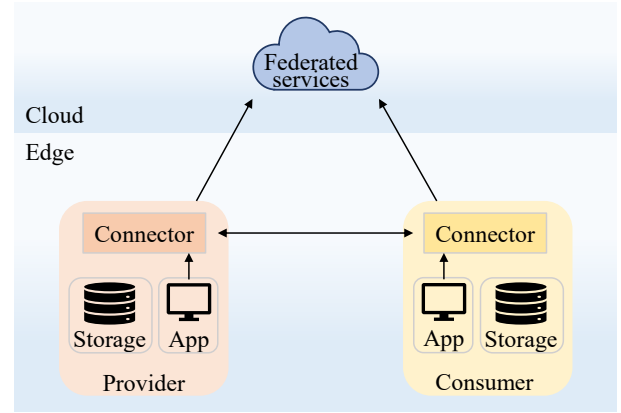 Federated
services
Cloud
Edge
Connector
Connector
Storage
App
App
Storage
Provider
Consumer